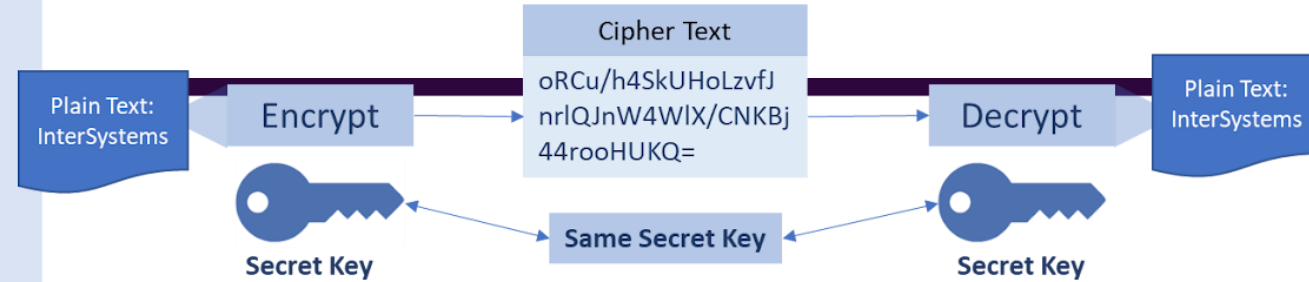 Cipher Text
oRCu/h4SkUHoLzvfJ
nrlQJnW4WlX/CNKBj
44rooHUKQ=
Plain Text:
InterSystems
Encrypt
Decrypt
Plain Text:
InterSystems
Same Secret Key
Secret Key
Secret Key